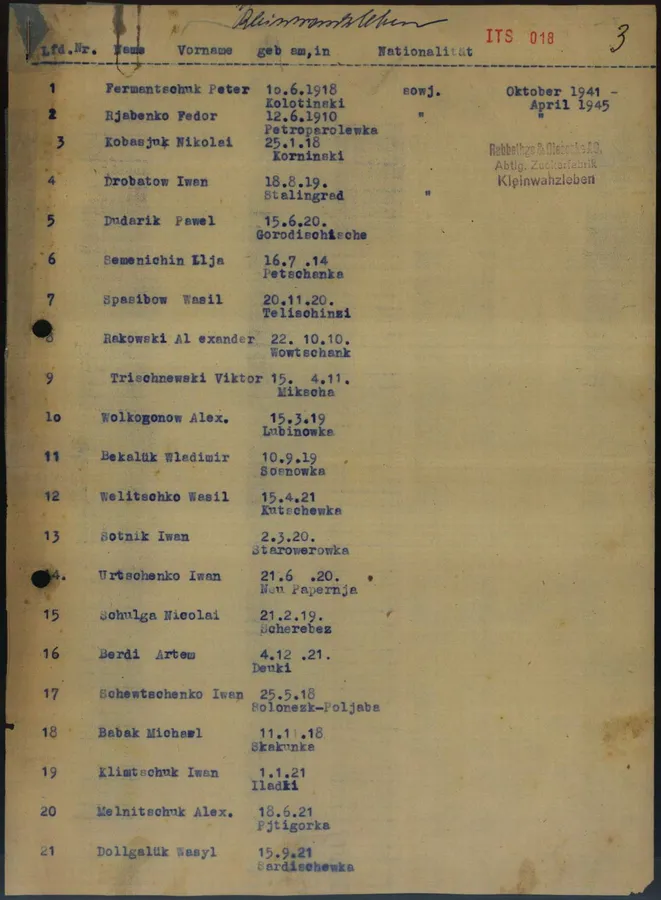 Kleinwanzleben
ITS 018 3
Lfd.Nr. Name Vorname geb am,in Nationalität
1 Fermantschuk Peter 1o.6.1918 sowj. Oktober 1941 -
Kolotinski April 1945
2 Rjabenko Fedor 12.6.1910 " "
Petroparolewka
3 Kobasjuk Nikolai 25.1.18
Korninski
Abtlg. Zuckerfabrik
Kleinwanzleben
4 Drobatow Iwan 18.8.19. "
Stalingrad
5 Dudarik Pawel 15.6.20.
Gorodischische
6 Semenichin Ilja 16.7 .14
Petschanka
7 Spasibow Wasil 20.11.20.
Telischinzi
8 Rakowski Al exander 22. 10.10.
Wowtschank
9 Trischnewski Viktor 15. 4.11.
Mikscha
1o Wolkogonow Alex. 15.3.19
Lubinowka
11 Bekalük Wladimir 10.9.19
Sosnowka
12 Welitschko Wasil 15.4.21
Kutschewka
13 Sotnik Iwan 2.3.20.
Starowerowka
14. Urtschenko Iwan 21.6 .20.
Neu Papernja
15 Schulga Nicolai 21.2.19.
Scherebez
16 Berdi Artem 4.12 .21.
Deuki
17 Schewtschenko Iwan 25.5.18
Solonezk-Poljaba
18 Babak Michael 11.11.18
Skakunka
19 Klimtschuk Iwan 1.1.21
Iladki
20 Melnitschuk Alex. 18.6.21
Pjtigorka
21 Dollgalük Wasyl 15.9.21
Sardischewka